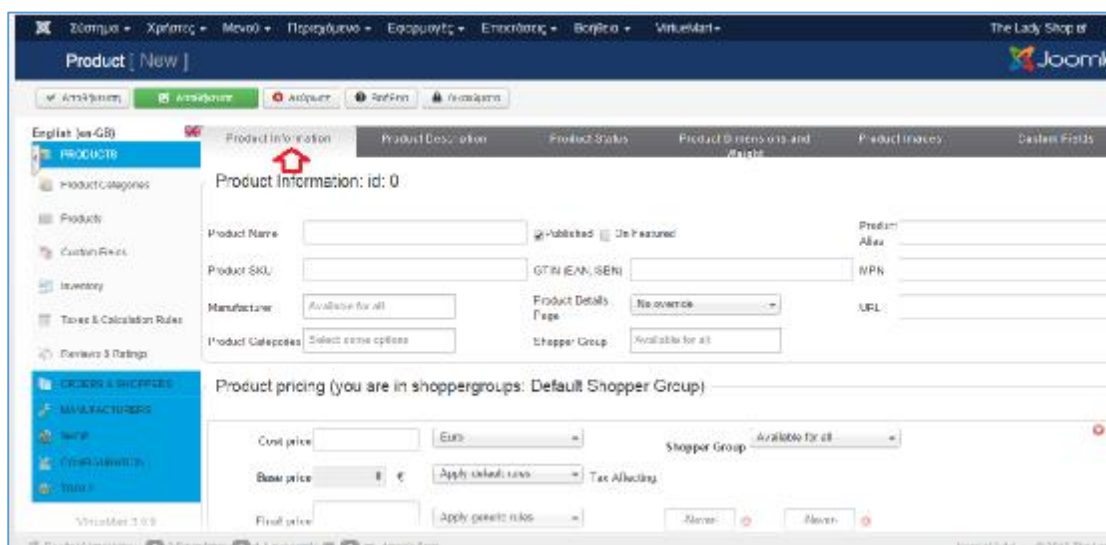 Σύστημα Χρήστες Μενού Περιεχόμενο Εφαρμογές Επεκτάσεις Βοήθεια VirtueMart The Lady Shop of
Product [ New ]
Αποθήκευση Ακύρωση Βοήθεια
English (en-GB)
Product Information Product Description Product Status Product Dimensions and Weight Product Images Custom Fields
PRODUCTS
Product Categories
Products
Custom Fields
Inventory
Taxes & Calculation Rules
Reviews & Ratings
ORDERS & SHOPPERS
MANUFACTURERS
SHOP
CONFIGURATION
TOOLS
Product Information: id: 0
Product Name Published On Featured Product Alias
Product SKU GTIN (EAN, ISBN) MPN
Manufacturer Available for all Product Details Page No override URL
Product Categories Select some options Shopper Group Available for all
Product pricing (you are in shoppergroups: Default Shopper Group)
Cost price Euro Shopper Group Available for all
Base price € Apply default rules Tax Affecting
Final price Apply generic rules Never Never